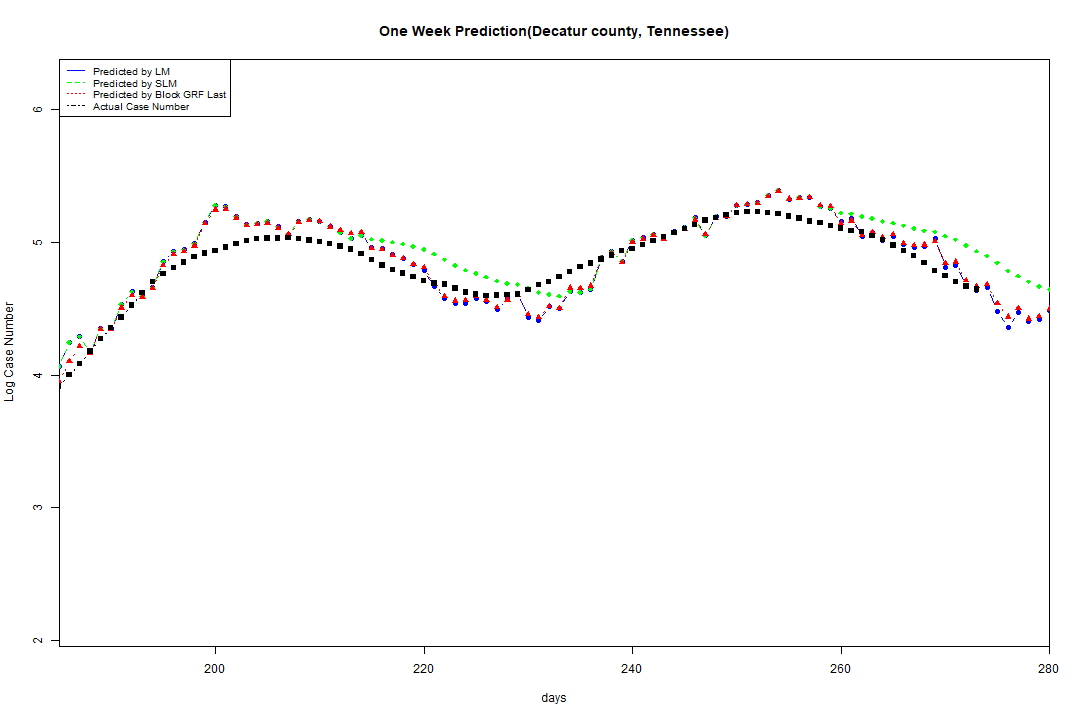 One Week Prediction(Decatur county, Tennessee)
Predicted by LM
Predicted by SLM
Predicted by Block GRF Last
Actual Case Number
6
5
4
3
2
Log Case Number
200 220 240 260 280
days